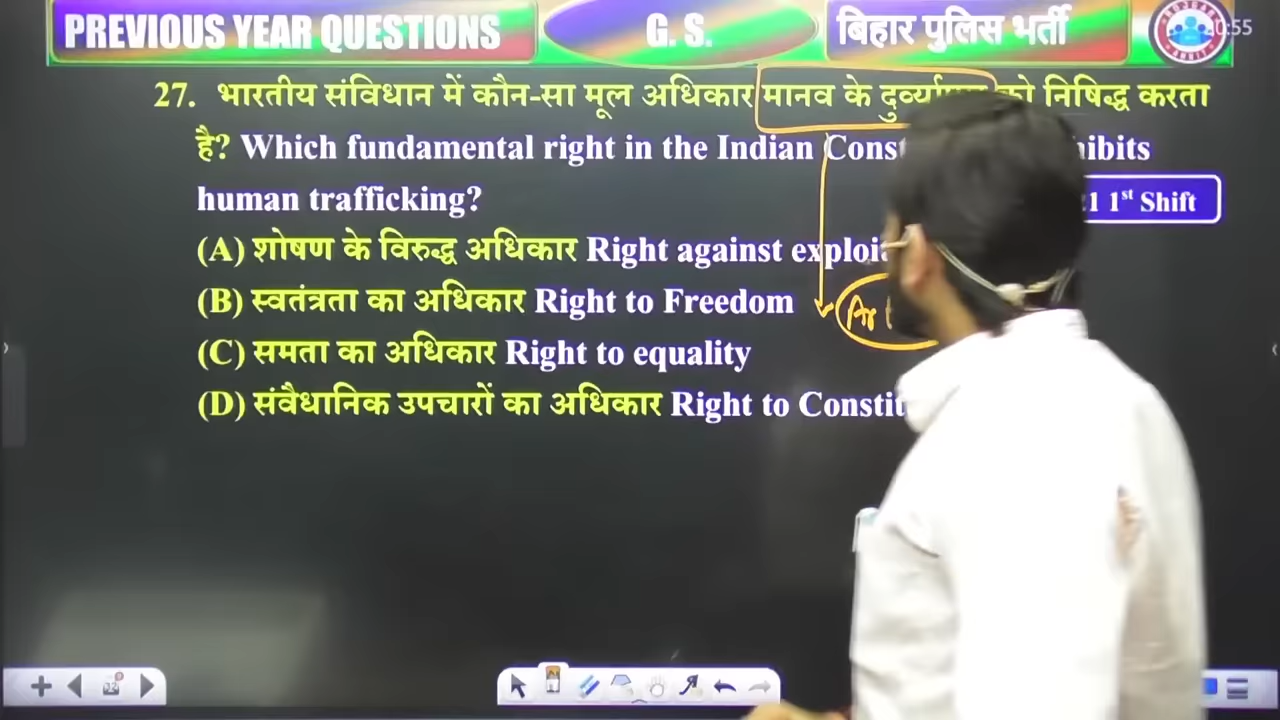 PREVIOUS YEAR QUESTIONS G. S. बिहार पुलिस भर्ती :55
27. भारतीय संविधान में कौन-सा मूल अधिकार मानव के को निषिद्ध करता
है? Which fundamental right in the Indian
human trafficking? 1st Shift
(A) शोषण के विरुद्ध अधिकार Right against
(B) स्वतंत्रता का अधिकार Right to Freedom
(C) समता का अधिकार Right to equality
(D) संवैधानिक उपचारों का अधिकार Right to